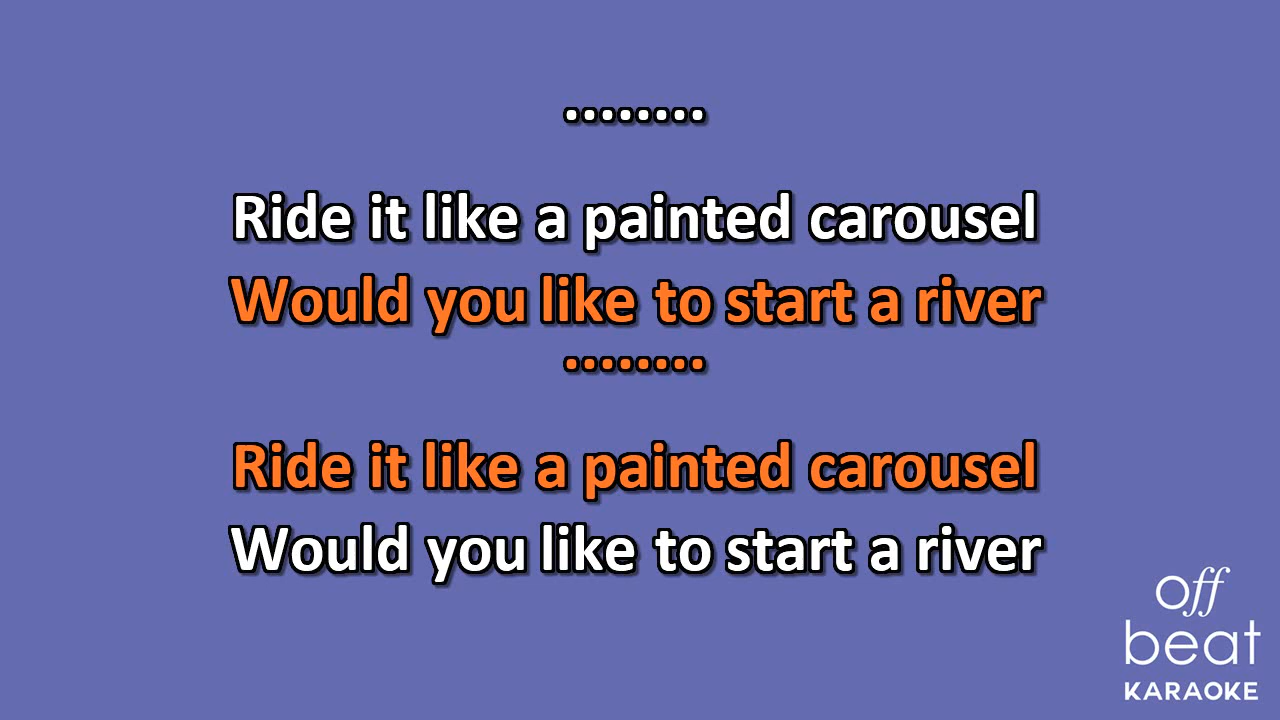 ........
Ride it like a painted carousel
Would you like to start a river
........
Ride it like a painted carousel
Would you like to start a river
off
beat
KARAOKE